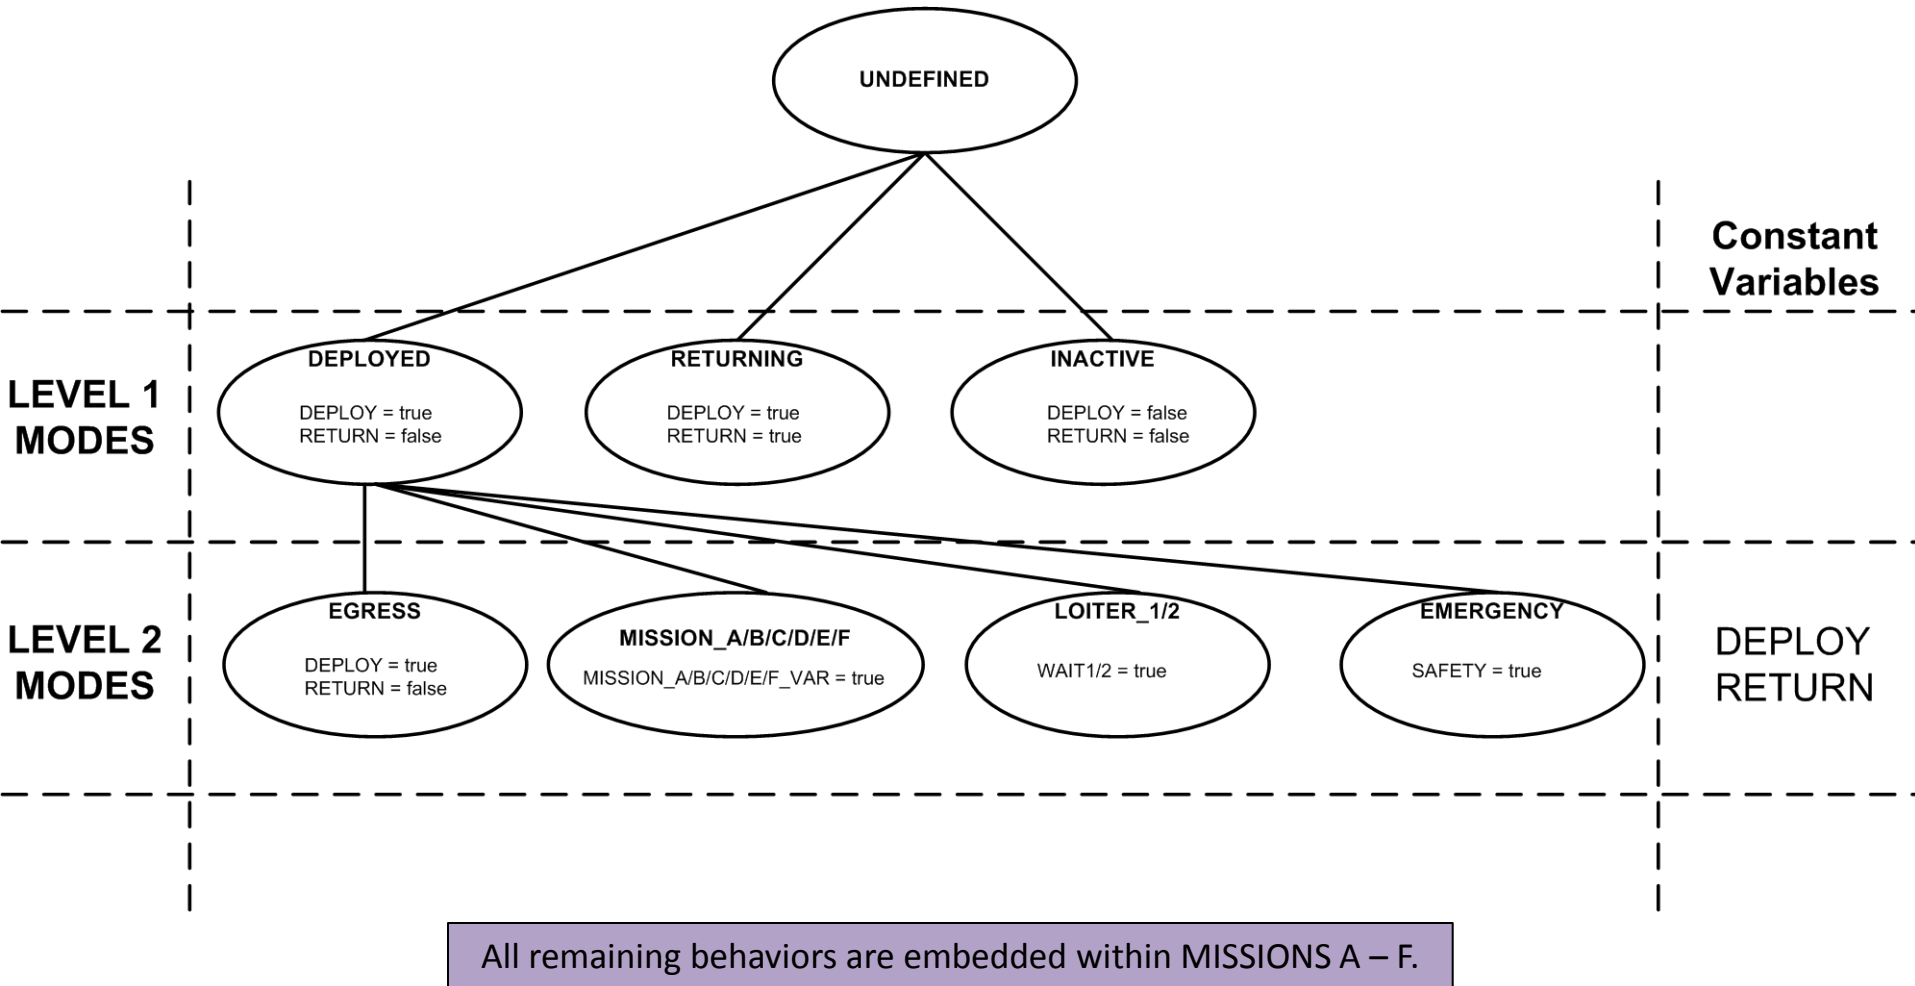 UNDEFINED
Constant
Variables
LEVEL 1
MODES
DEPLOYED
DEPLOY = true
RETURN = false
RETURNING
DEPLOY = true
RETURN = true
INACTIVE
DEPLOY = false
RETURN = false
LEVEL 2
MODES
EGRESS
DEPLOY = true
RETURN = false
MISSION_A/B/C/D/E/F
MISSION_A/B/C/D/E/F_VAR = true
LOITER_1/2
WAIT1/2 = true
EMERGENCY
SAFETY = true
DEPLOY
RETURN
All remaining behaviors are embedded within MISSIONS A – F.